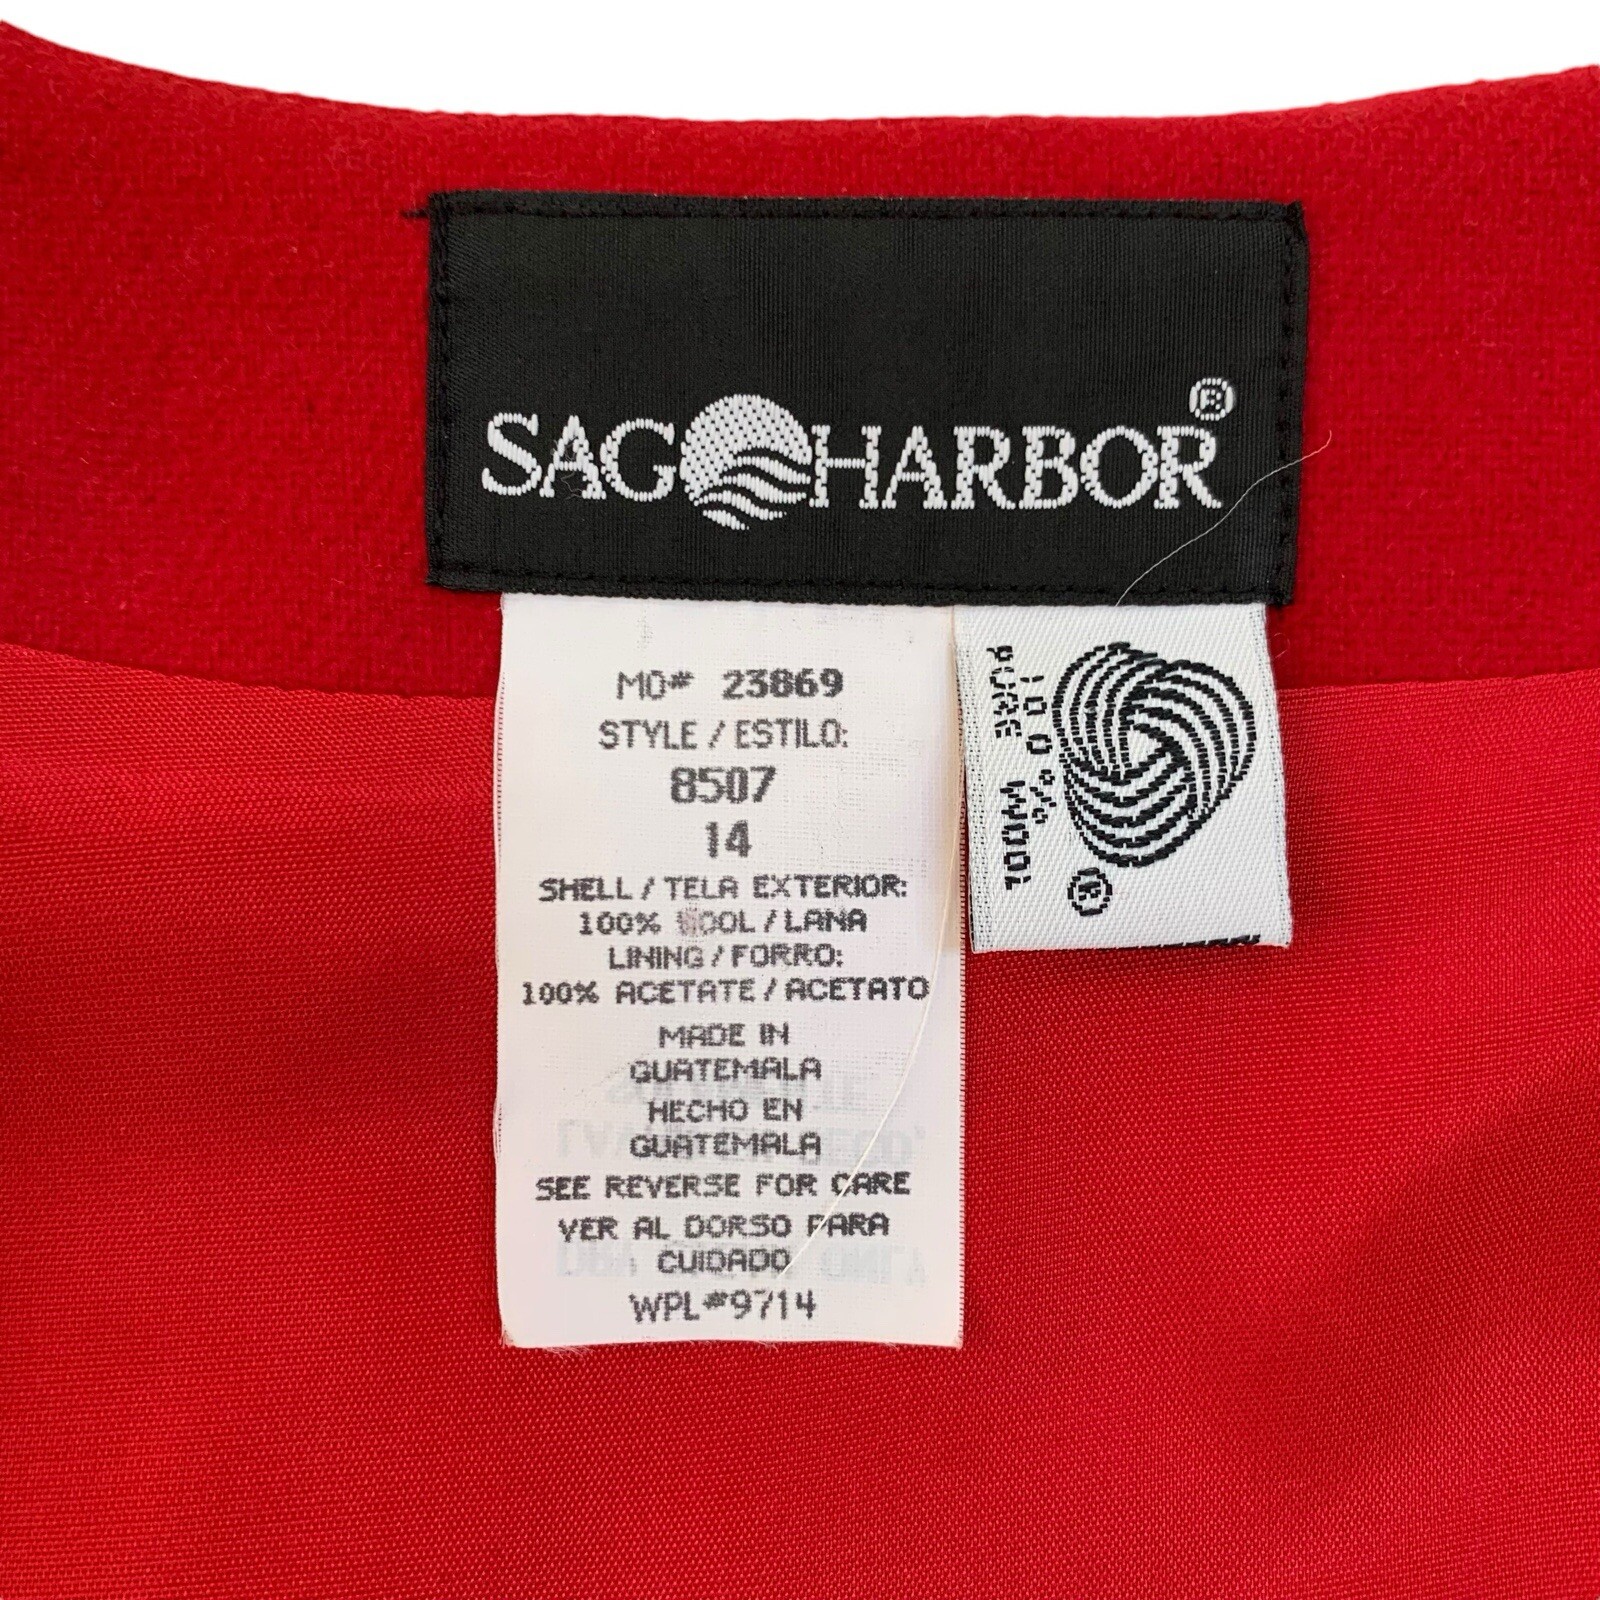 SAG HARBOR®
MO# 23869
STYLE / ESTILO:
8507
14
SHELL / TELA EXTERIOR:
100% WOOL / LANA
LINING / FORRO:
100% ACETATE / ACETATO
MADE IN
GUATEMALA
HECHO EN
GUATEMALA
SEE REVERSE FOR CARE
VER AL DORSO PARA
CUIDADO
WPL#9714
®
100%
PURE WOOL